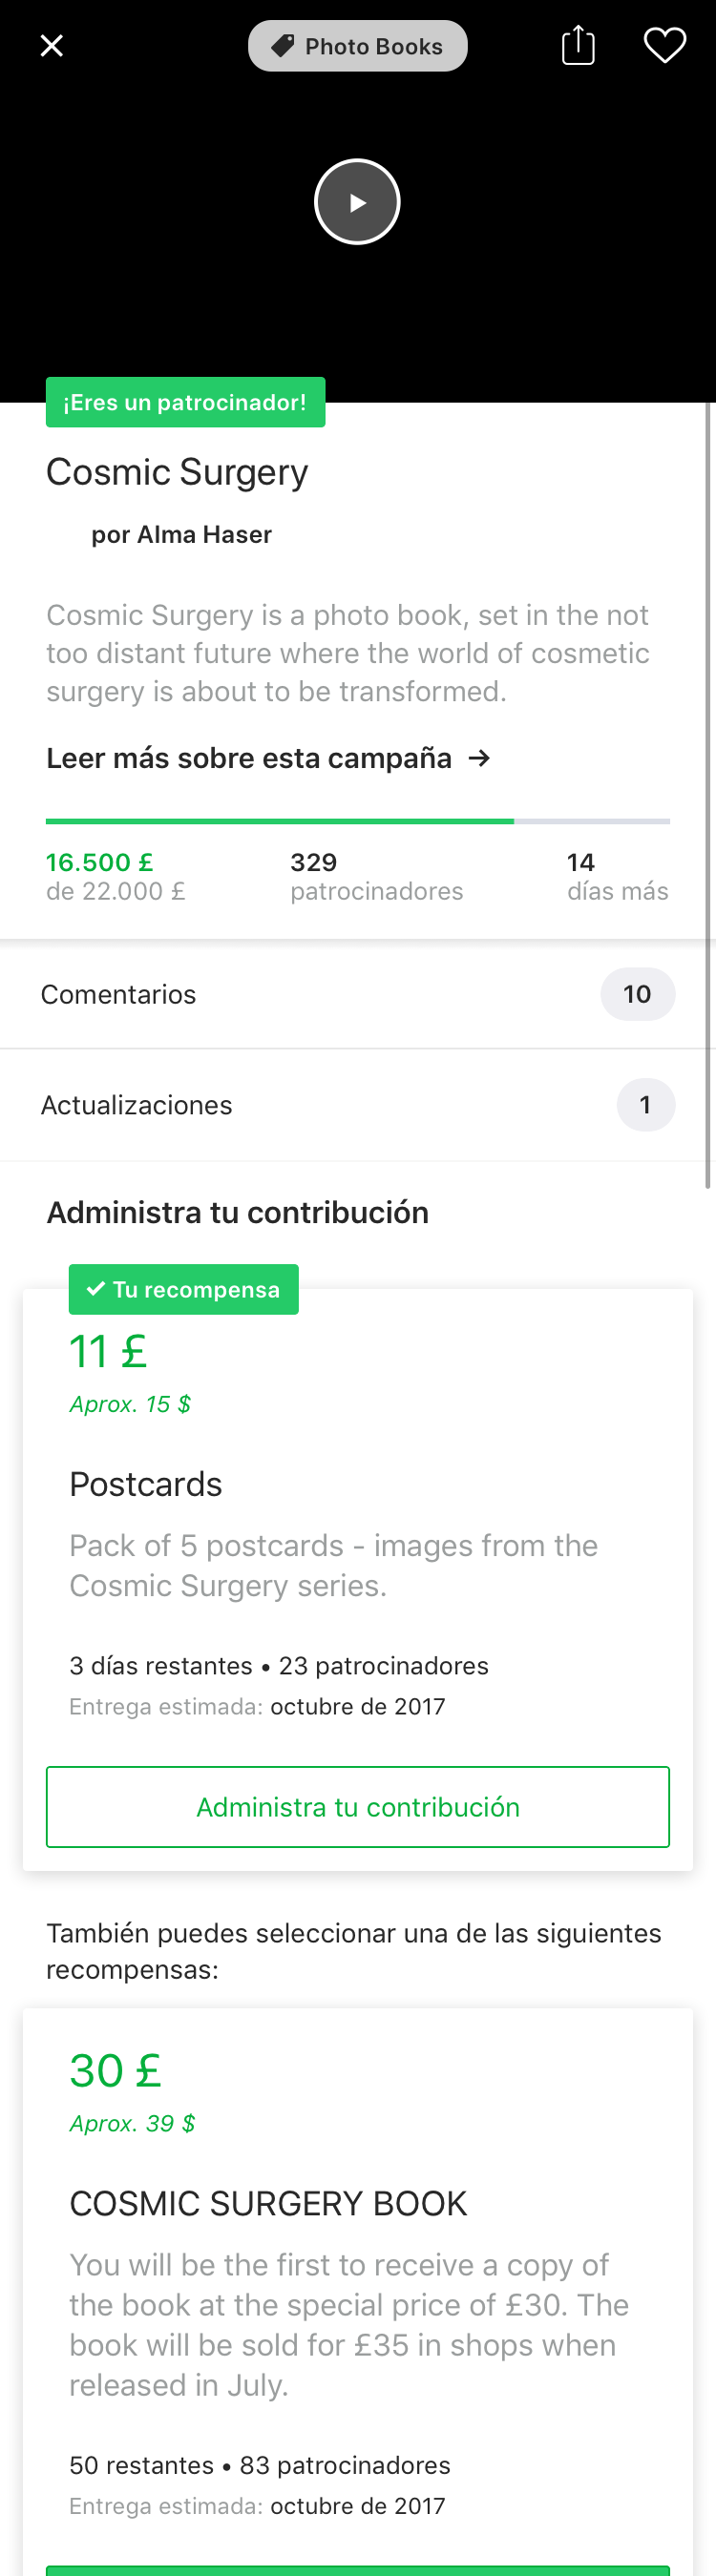 Photo Books
¡Eres un patrocinador!
Cosmic Surgery
por Alma Haser
Cosmic Surgery is a photo book, set in the not
too distant future where the world of cosmetic
surgery is about to be transformed.
Leer más sobre esta campaña →
16.500 £
de 22.000 £
329
patrocinadores
14
días más
Comentarios
10
Actualizaciones
1
Administra tu contribución
✓ Tu recompensa
11 £
Aprox. 15 $
Postcards
Pack of 5 postcards - images from the
Cosmic Surgery series.
3 días restantes • 23 patrocinadores
Entrega estimada: octubre de 2017
Administra tu contribución
También puedes seleccionar una de las siguientes
recompensas:
30 £
Aprox. 39 $
COSMIC SURGERY BOOK
You will be the first to receive a copy of
the book at the special price of £30. The
book will be sold for £35 in shops when
released in July.
50 restantes • 83 patrocinadores
Entrega estimada: octubre de 2017